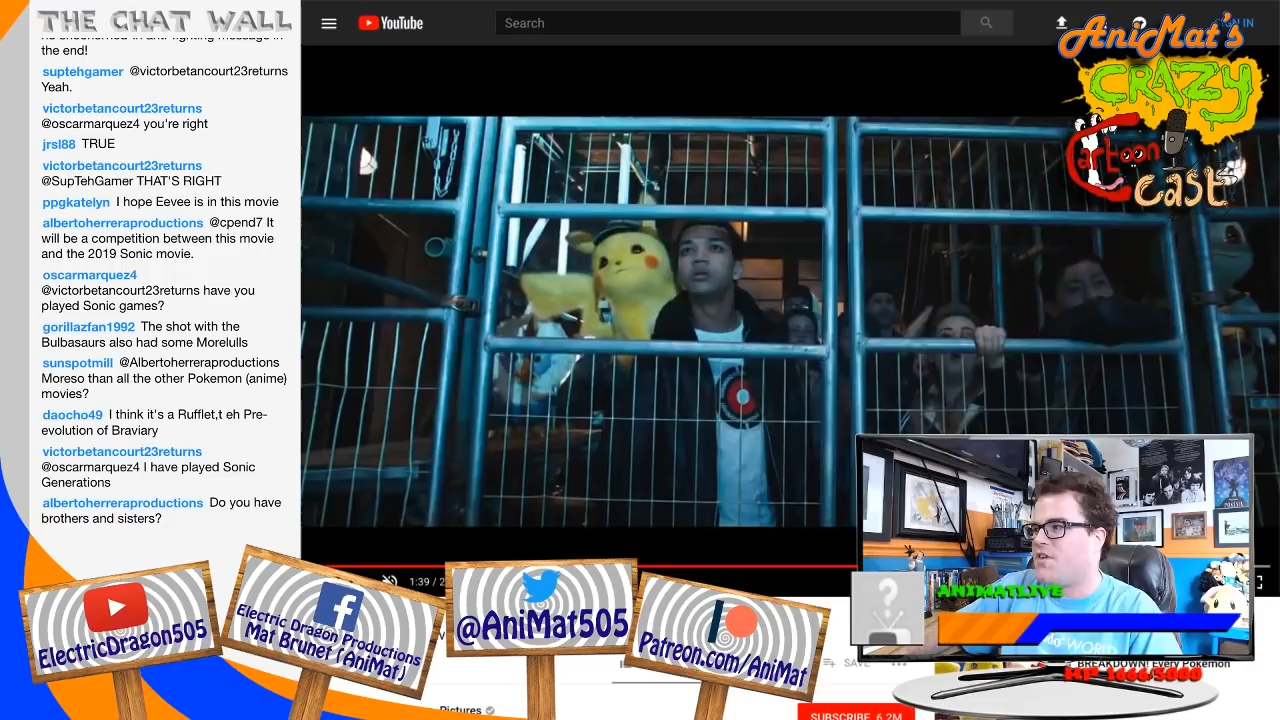 THE CHAT WALL
the end!
suptehgamer @victorbetancourt23returns
Yeah.
victorbetancourt23returns
@oscarmarquez4 you're right
jrsl88 TRUE
victorbetancourt23returns
@SupTehGamer THAT'S RIGHT
ppgkatelyn I hope Eevee is in this movie
albertoherreraproductions @cpend7 It
will be a competition between this movie
and the 2019 Sonic movie.
oscarmarquez4
@victorbetancourt23returns have you
played Sonic games?
gorillazfan1992 The shot with the
Bulbasaurs also had some Morelulls
sunspotmill @Albertoherreraproductions
Moreso than all the other Pokemon (anime)
movies?
daocho49 I think it's a Rufflet,t eh Pre-
evolution of Braviary
victorbetancourt23returns
@oscarmarquez4 I have played Sonic
Generations
albertoherreraproductions Do you have
brothers and sisters?
YouTube
Search
SIGN IN
AniMat's
CRAZY
Cartoon
Cast
1:39 / 2
ElectricDragon505
Electric Dragon Productions
Mat Brunet (AniMat)
@AniMat505
Patreon.com/AniMat
ANIMATLIVE
WORLD
SAVE
BREAKDOWN! Every Pokemon
HP 1666/5000
Pictures
SUBSCRIBE 6.2M